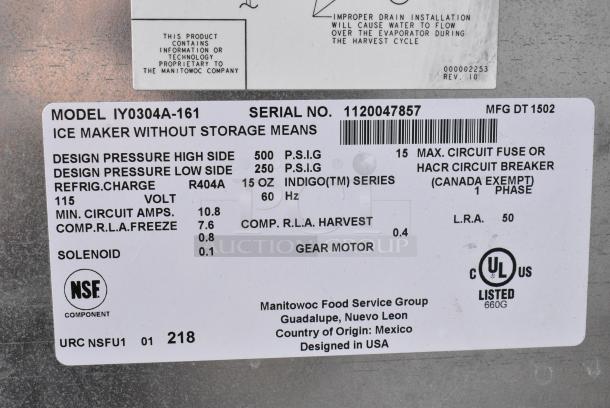 IMPROPER DRAIN INSTALLATION
WILL CAUSE WATER TO FLOW
OVER THE EVAPORATOR DURING
THE HARVEST CYCLE
THIS PRODUCT
CONTAINS
INFORMATION OR
TECHNOLOGY
PROPRIETARY TO
THE MANITOWOC COMPANY
000002253
REV. 10
MODEL IY0304A-161 SERIAL NO. 1120047857 MFG DT 1502
ICE MAKER WITHOUT STORAGE MEANS
DESIGN PRESSURE HIGH SIDE 500 P.S.I.G 15 MAX. CIRCUIT FUSE OR
DESIGN PRESSURE LOW SIDE 250 P.S.I.G HACR CIRCUIT BREAKER
REFRIG.CHARGE R404A 15 OZ INDIGO(TM) SERIES (CANADA EXEMPT)
115 VOLT 60 Hz 1 PHASE
MIN. CIRCUIT AMPS. 10.8
COMP.R.L.A.FREEZE 7.6 COMP. R.L.A. HARVEST L.R.A. 50
0.8 0.4
SOLENOID 0.1 GEAR MOTOR
AUCTION GROUP
NSF
COMPONENT
C UL US
LISTED
660G
Manitowoc Food Service Group
Guadalupe, Nuevo Leon
Country of Origin: Mexico
Designed in USA
URC NSFU1 01 218